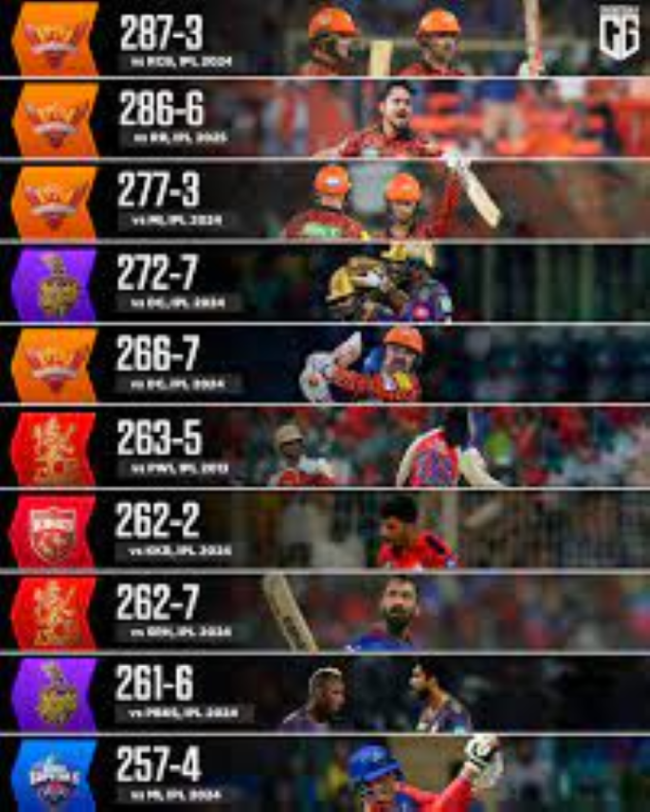 CG
287-3
vs RCB, IPL 2024
286-6
vs RR, IPL 2025
277-3
vs MI, IPL 2024
272-7
vs DC, IPL 2024
266-7
vs DC, IPL 2024
263-5
vs PWI, IPL 2013
262-2
vs KKR, IPL 2024
262-7
vs SRH, IPL 2024
261-6
vs PBKS, IPL 2024
257-4
vs MI, IPL 2024